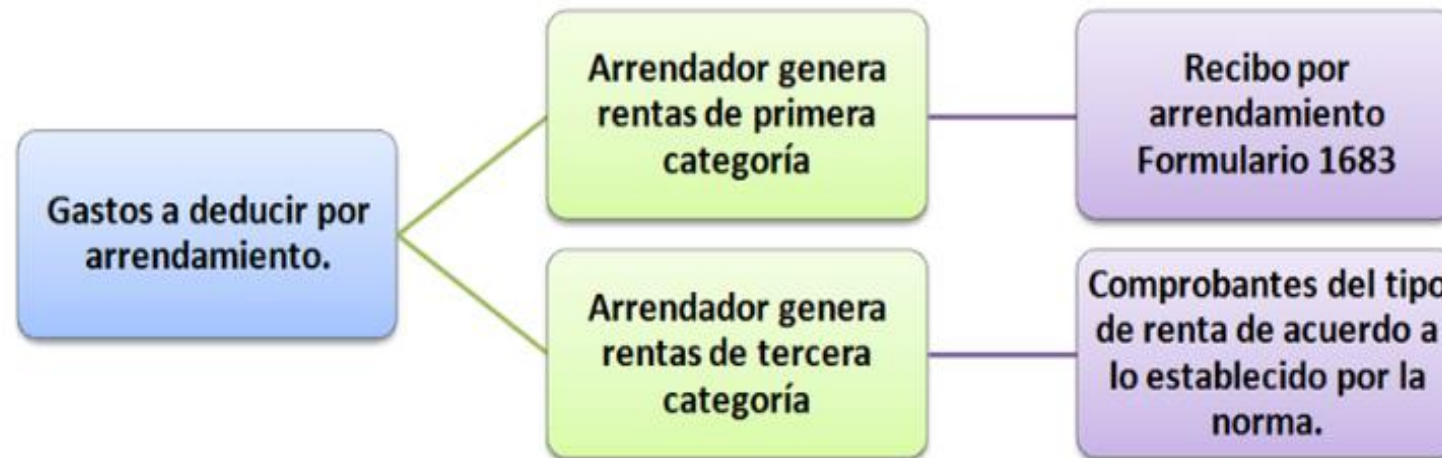 Gastos a deducir por
arrendamiento.
Arrendador genera
rentas de primera
categoría
Recibo por
arrendamiento
Formulario 1683
Arrendador genera
rentas de tercera
categoría
Comprobantes del tipo
de renta de acuerdo a
lo establecido por la
norma.